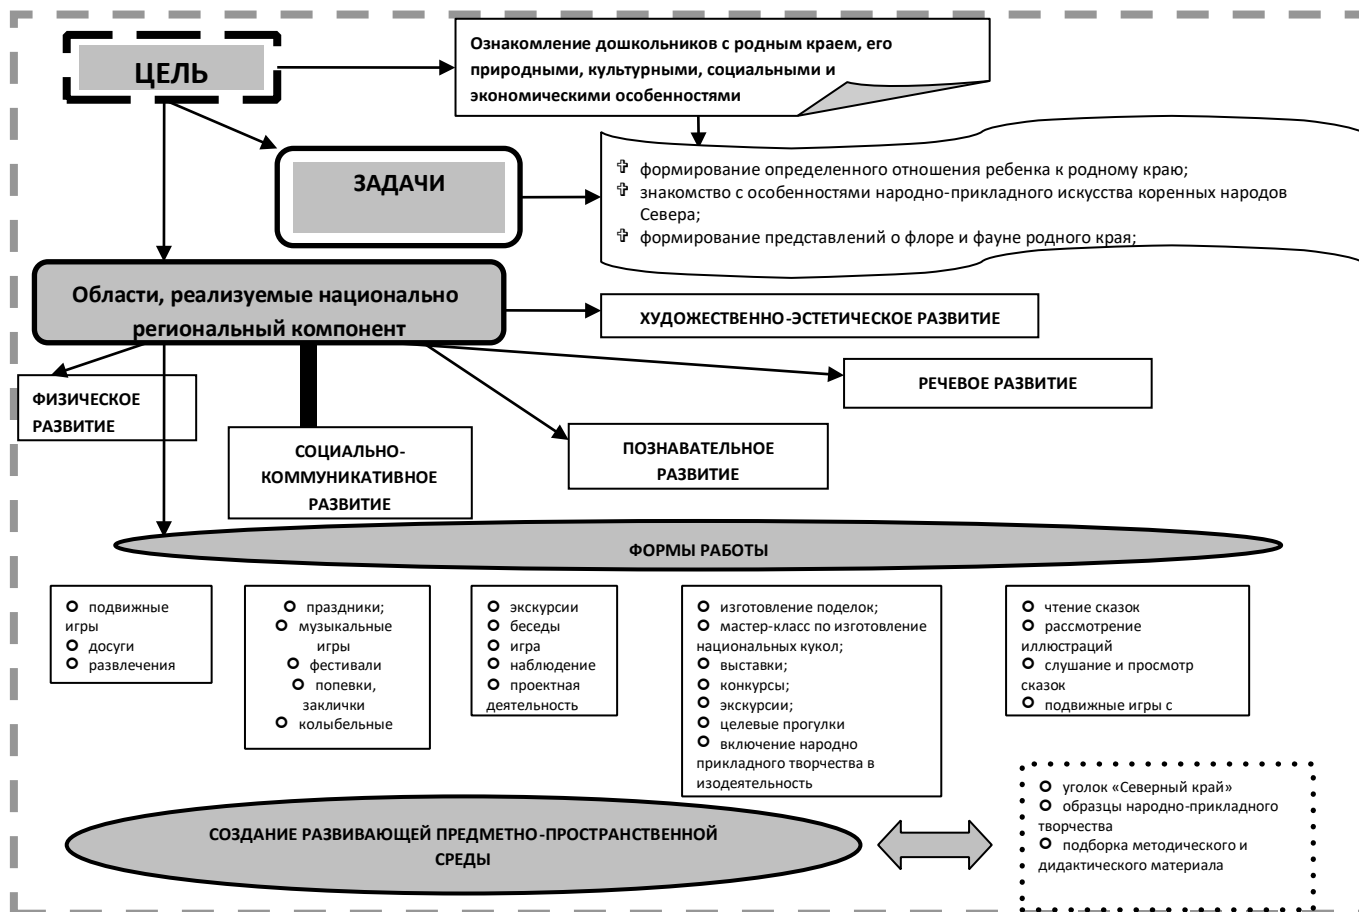 ЦЕЛЬ
Ознакомление дошкольников с родным краем, его
природными, культурными, социальными и
экономическими особенностями
ЗАДАЧИ
✞ формирование определенного отношения ребенка к родному краю;
✞ знакомство с особенностями народно-прикладного искусства коренных народов
Севера;
✞ формирование представлений о флоре и фауне родного края;
Области, реализуемые национально
региональный компонент
ХУДОЖЕСТВЕННО-ЭСТЕТИЧЕСКОЕ РАЗВИТИЕ
РЕЧЕВОЕ РАЗВИТИЕ
ФИЗИЧЕСКОЕ
РАЗВИТИЕ
СОЦИАЛЬНО-
КОММУНИКАТИВНОЕ
РАЗВИТИЕ
ПОЗНАВАТЕЛЬНОЕ
РАЗВИТИЕ
ФОРМЫ РАБОТЫ
подвижные
игры
досуги
развлечения
праздники;
музыкальные
игры
фестивали
попевки,
заклички
колыбельные
экскурсии
беседы
игра
наблюдение
проектная
деятельность
изготовление поделок;
мастер-класс по изготовление
национальных кукол;
выставки;
конкурсы;
экскурсии;
целевые прогулки
включение народно
прикладного творчества в
изодеятельность
чтение сказок
рассмотрение
иллюстраций
слушание и просмотр
сказок
подвижные игры с
СОЗДАНИЕ РАЗВИВАЮЩЕЙ ПРЕДМЕТНО-ПРОСТРАНСТВЕННОЙ
СРЕДЫ
уголок «Северный край»
образцы народно-прикладного
творчества
подборка методического и
дидактического материала